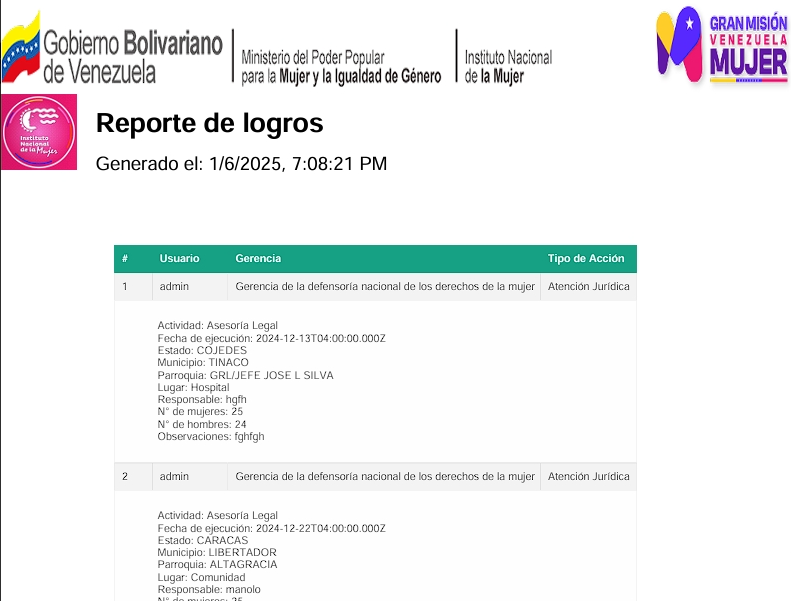 Gobierno Bolivariano
de Venezuela
Ministerio del Poder Popular
para la Mujer y la Igualdad de Género
Instituto Nacional
de la Mujer
GRAN MISIÓN
VENEZUELA
MUJER
Instituto
Nacional
de la Mujer
Reporte de logros
Generado el: 1/6/2025, 7:08:21 PM
# Usuario Gerencia Tipo de Acción
1 admin Gerencia de la defensoría nacional de los derechos de la mujer Atención Jurídica
Actividad: Asesoría Legal
Fecha de ejecución: 2024-12-13T04:00:00.000Z
Estado: COJEDES
Municipio: TINACO
Parroquia: GRL/JEFE JOSE L SILVA
Lugar: Hospital
Responsable: hgfh
N° de mujeres: 25
N° de hombres: 24
Observaciones: fghfgh
2 admin Gerencia de la defensoría nacional de los derechos de la mujer Atención Jurídica
Actividad: Asesoría Legal
Fecha de ejecución: 2024-12-22T04:00:00.000Z
Estado: CARACAS
Municipio: LIBERTADOR
Parroquia: ALTAGRACIA
Lugar: Comunidad
Responsable: manolo
N° de mujeres: 25